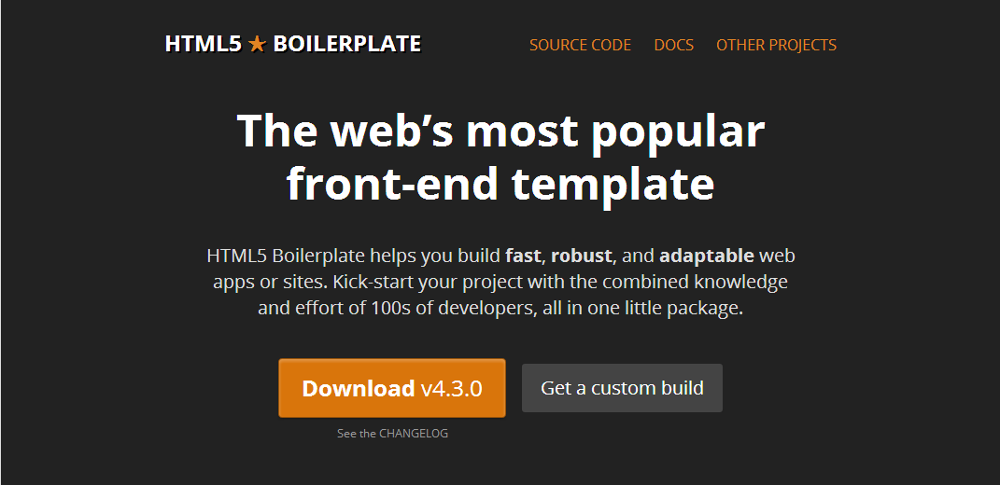 HTML5 ★ BOILERPLATE
SOURCE CODE DOCS OTHER PROJECTS
The web’s most popular
front-end template
HTML5 Boilerplate helps you build fast, robust, and adaptable web
apps or sites. Kick-start your project with the combined knowledge
and effort of 100s of developers, all in one little package.
Download v4.3.0
Get a custom build
See the CHANGELOG